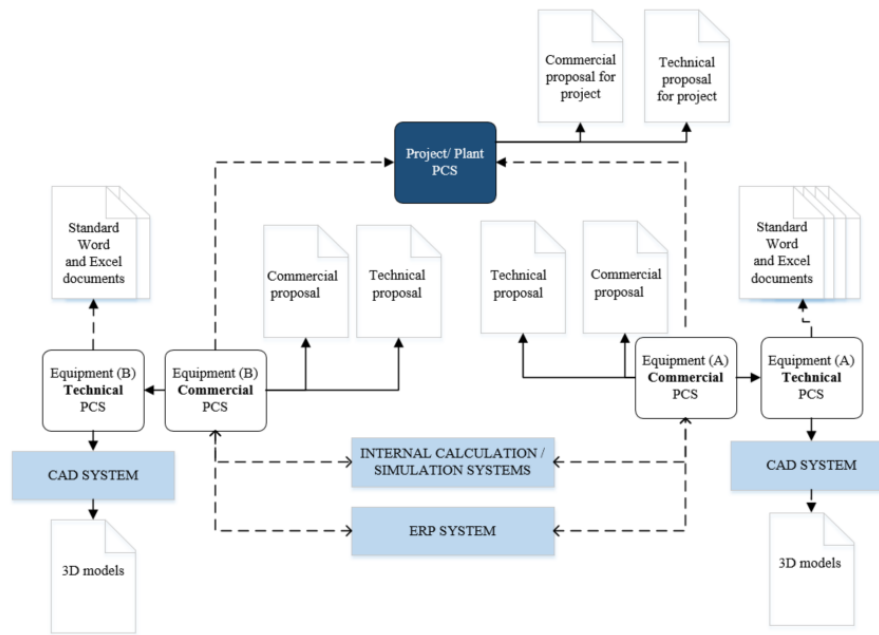 Commercial
proposal for
project
Technical
proposal
for project
Project/ Plant
PCS
Standard
Word
and Excel
documents
Commercial
proposal
Technical
proposal
Technical
proposal
Commercial
proposal
Standard
Word
and Excel
documents
Equipment (B)
Technical
PCS
Equipment (B)
Commercial
PCS
Equipment (A)
Commercial
PCS
Equipment (A)
Technical
PCS
CAD SYSTEM
INTERNAL CALCULATION /
SIMULATION SYSTEMS
CAD SYSTEM
ERP SYSTEM
3D models
3D models